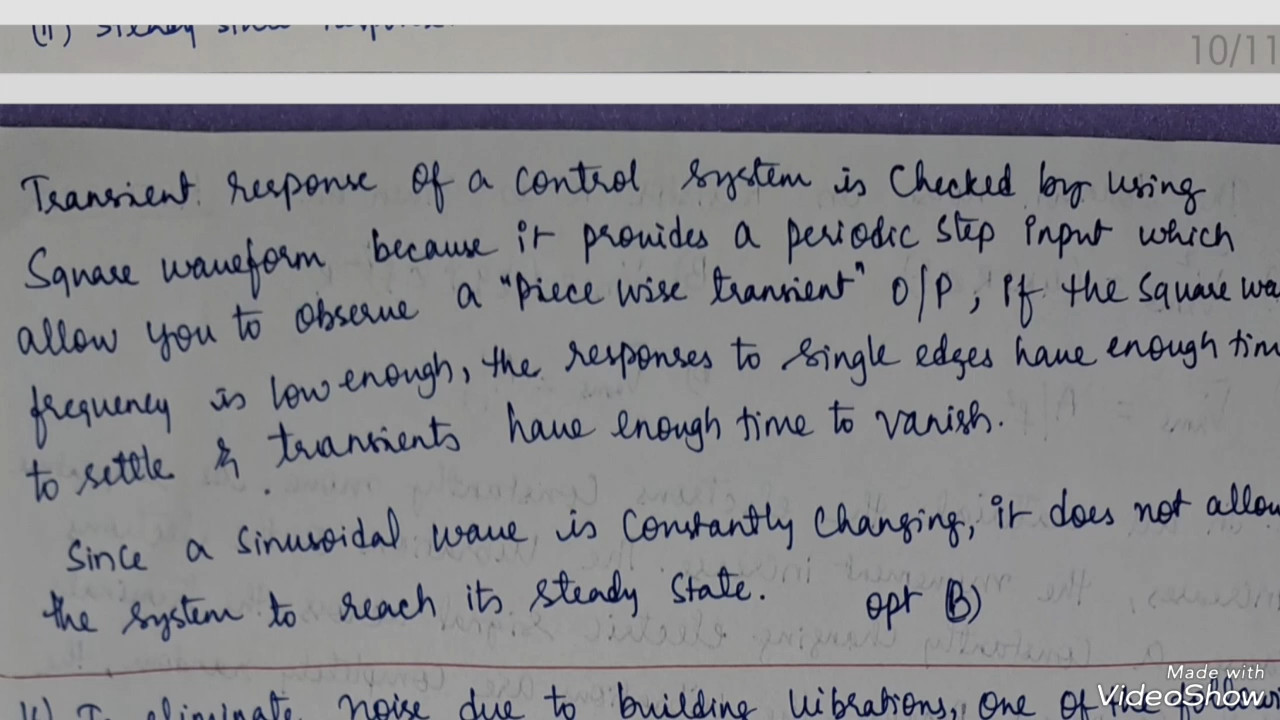 (ii) Steady
10/11
Transient response of a control system is checked by using
Square waveform because it provides a periodic step input which
allow you to observe a "piece wise transient" O/P, if the square wa
frequency is low enough, the responses to single edges have enough tim
to settle & transients have enough time to vanish.
Since a sinusoidal wave is constantly changing, it does not allow
the system to reach its steady state. opt (B)
Made with
VideoShow
eliminate noise due to building vibrations, one of the followi